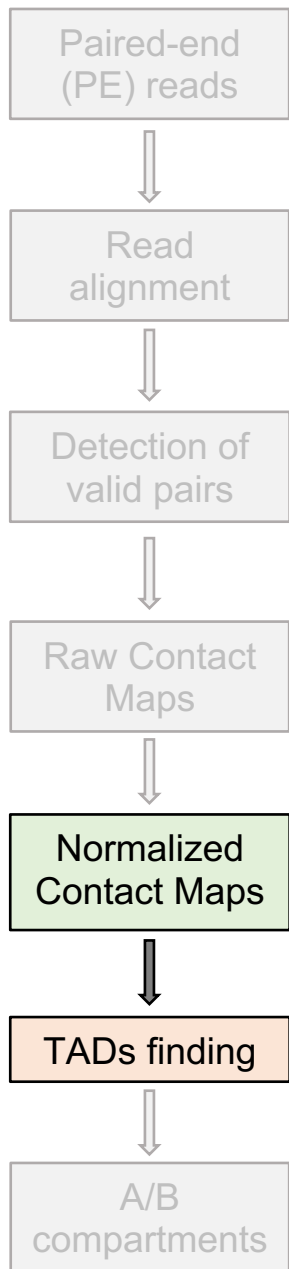 Paired-end
(PE) reads
Read
alignment
Detection of
valid pairs
Raw Contact
Maps
Normalized
Contact Maps
TADs finding
A/B
compartments